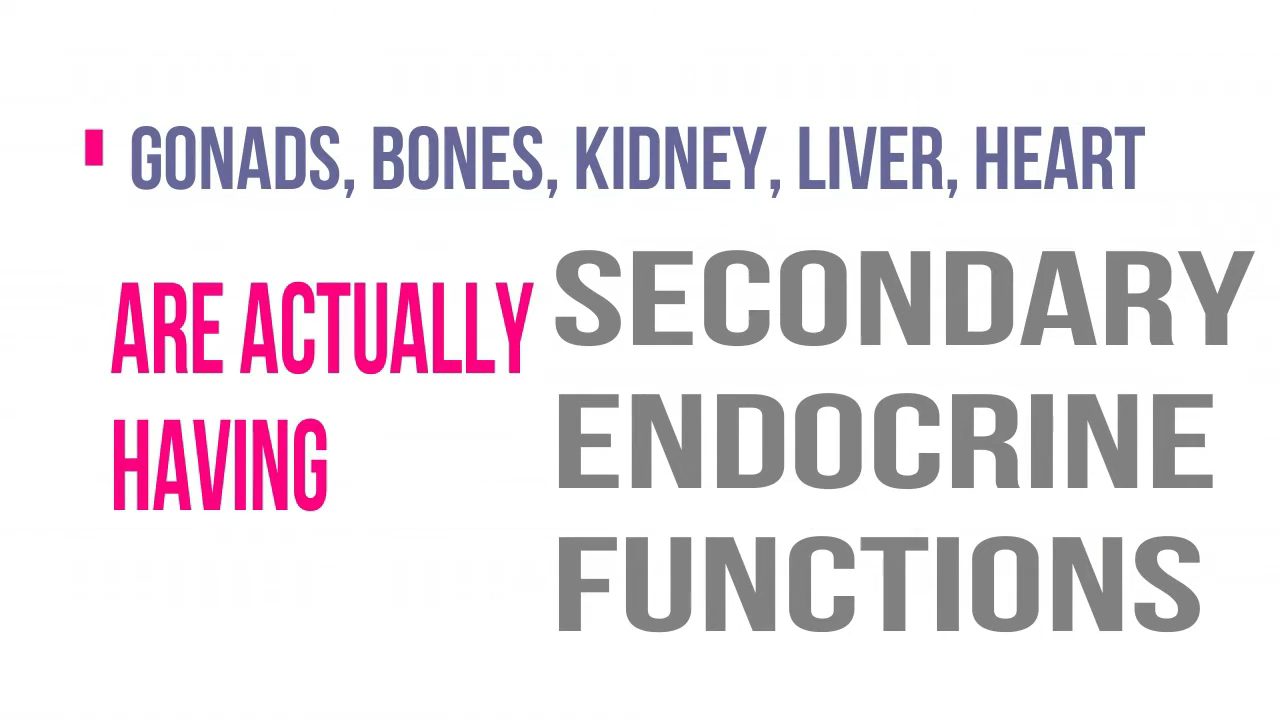 GONADS, BONES, KIDNEY, LIVER, HEART
ARE ACTUALLY
HAVING
SECONDARY
ENDOCRINE
FUNCTIONS